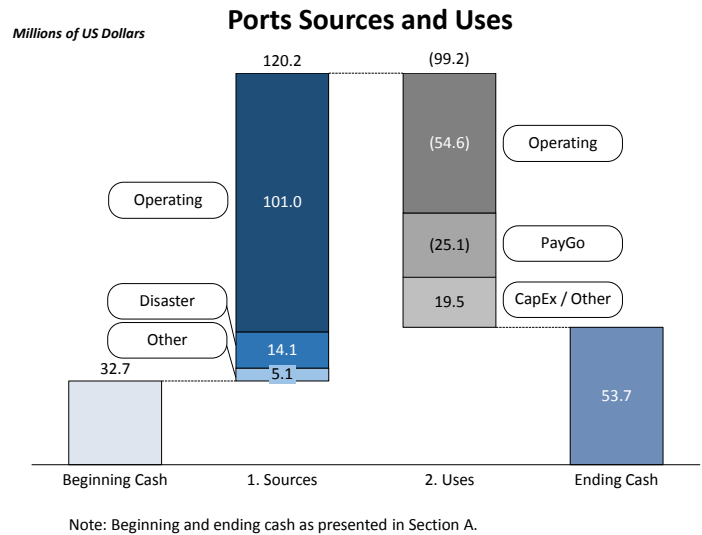 Ports Sources and Uses
Millions of US Dollars
120.2
(99.2)
Operating
101.0
(54.6)
Operating
(25.1)
PayGo
Disaster
19.5
CapEx / Other
Other
14.1
32.7
5.1
53.7
Beginning Cash
1. Sources
2. Uses
Ending Cash
Note: Beginning and ending cash as presented in Section A.